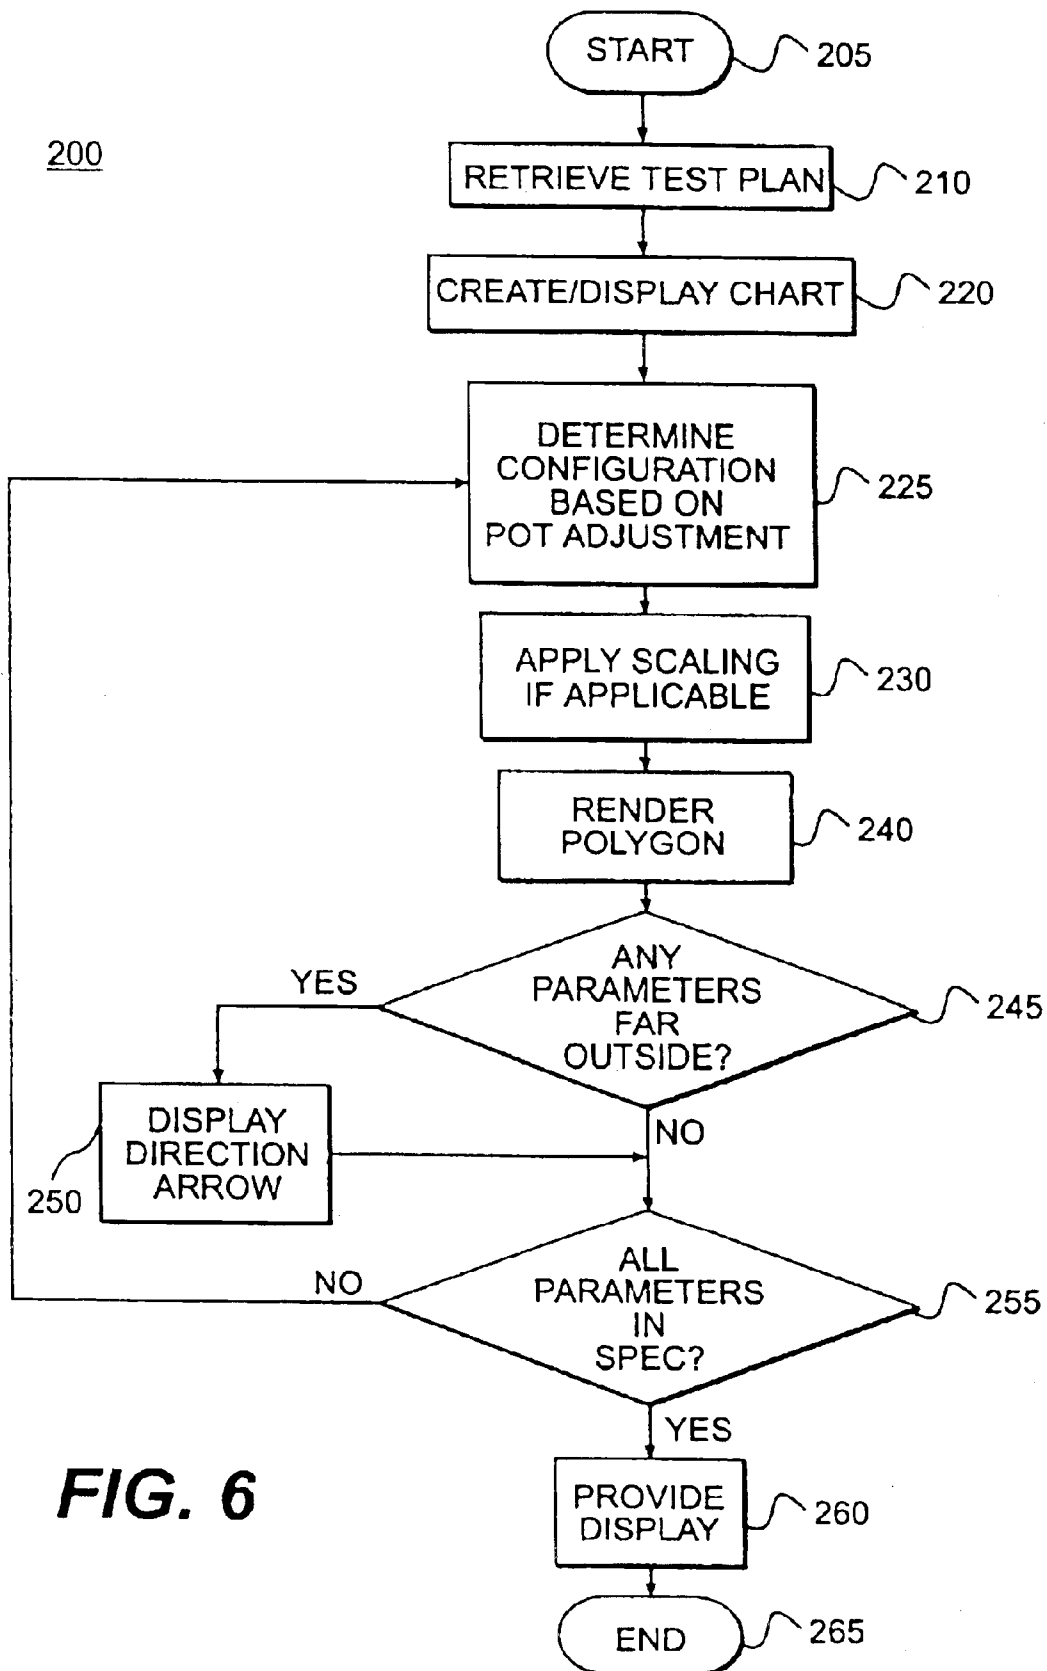 START
205
200
RETRIEVE TEST PLAN
210
CREATE/DISPLAY CHART
220
DETERMINE
CONFIGURATION
BASED ON
POT ADJUSTMENT
225
APPLY SCALING
IF APPLICABLE
230
RENDER
POLYGON
240
ANY
PARAMETERS
FAR
OUTSIDE?
245
YES
NO
DISPLAY
DIRECTION
ARROW
250
ALL
PARAMETERS
IN
SPEC?
255
NO
YES
PROVIDE
DISPLAY
260
END
265
FIG. 6